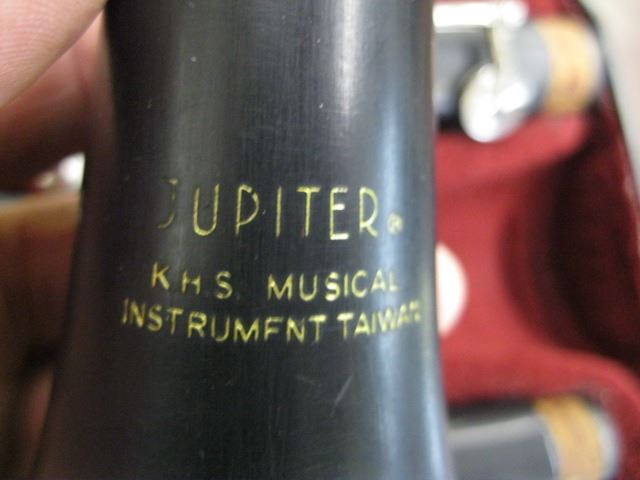 JUPITER®
K.H.S. MUSICAL
INSTRUMENT TAIWAN